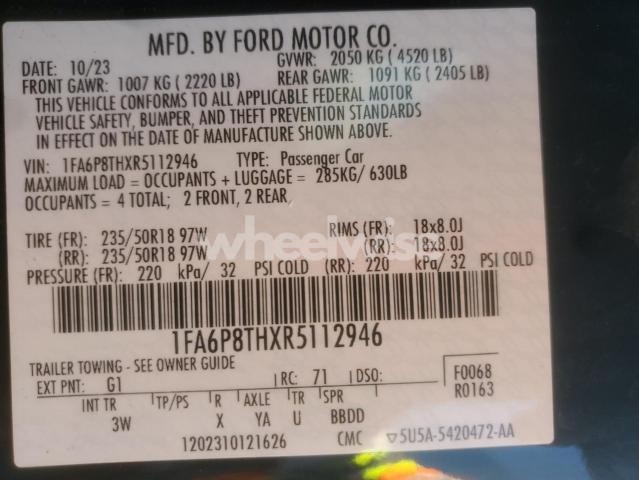 MFD. BY FORD MOTOR CO.
DATE: 10/23 GVWR: 2050 KG ( 4520 LB)
FRONT GAWR: 1007 KG ( 2220 LB) REAR GAWR: 1091 KG ( 2405 LB)
THIS VEHICLE CONFORMS TO ALL APPLICABLE FEDERAL MOTOR
VEHICLE SAFETY, BUMPER, AND THEFT PREVENTION STANDARDS
IN EFFECT ON THE DATE OF MANUFACTURE SHOWN ABOVE.
VIN: 1FA6P8THXR5112946 TYPE: Passenger Car
MAXIMUM LOAD = OCCUPANTS + LUGGAGE = 285KG/ 630LB
OCCUPANTS = 4 TOTAL; 2 FRONT, 2 REAR
TIRE (FR): 235/50R18 97W RIMS (FR): 18x8.0J
(RR): 235/50R18 97W (RR): 18x8.0J
PRESSURE (FR): 220 kPa/ 32 PSI COLD (RR): 220 kPa/ 32 PSI COLD
1FA6P8THXR5112946
TRAILER TOWING - SEE OWNER GUIDE
EXT PNT: G1 RC: 71 DSO: F0068
R0163
INT TR TP/PS R AXLE TR SPR
3W X YA U BBDD
1202310121626 CMC 5U5A-5420472-AA